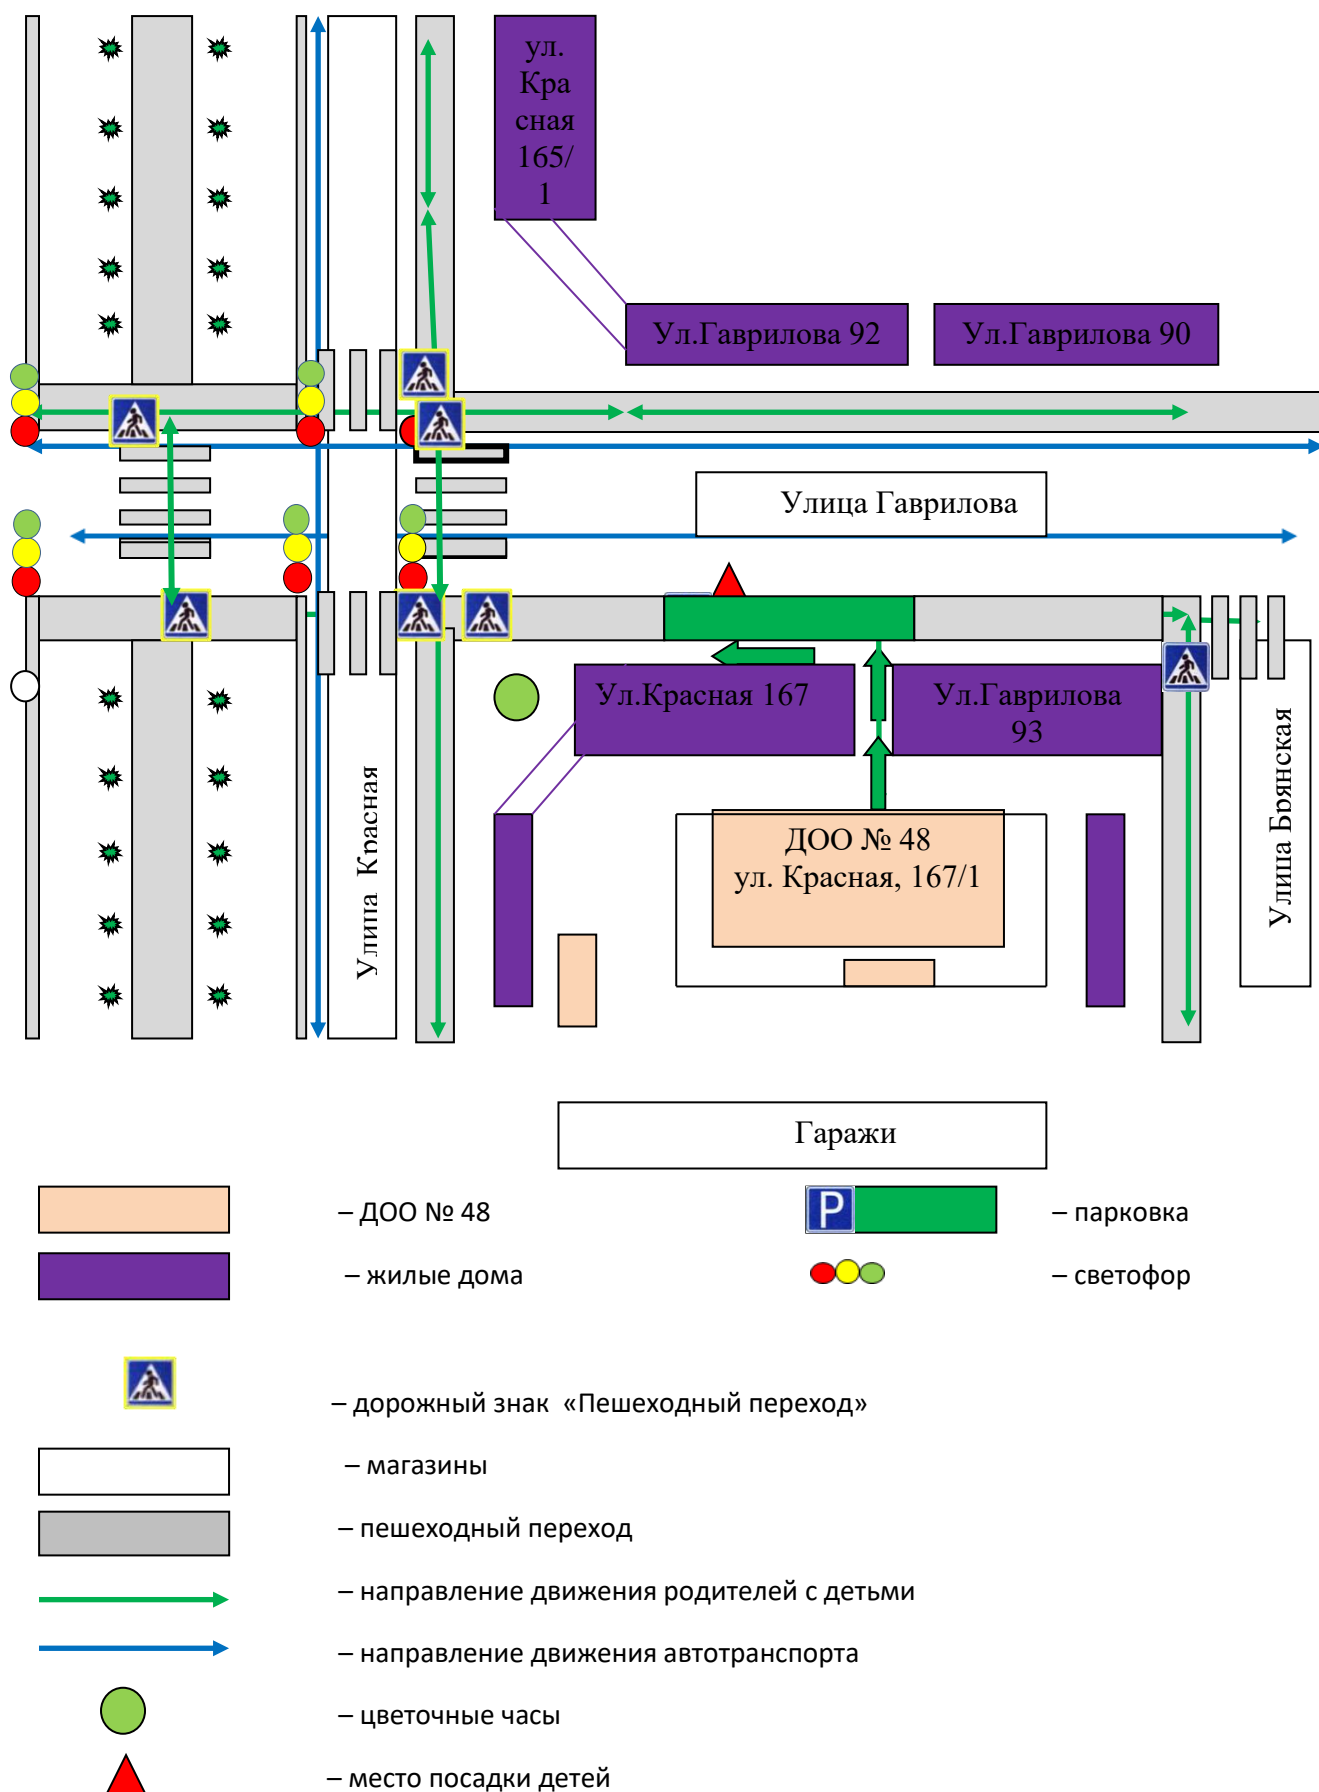 ул.
Кра
сная
165/
1
Ул.Гаврилова 92
Ул.Гаврилова 90
Улица Гаврилова
Ул.Красная 167
Ул.Гаврилова
93
Улица Красная
ДОО № 48
ул. Красная, 167/1
Улица Брянская
Гаражи
– ДОО № 48
P
– парковка
– жилые дома
– светофор
– дорожный знак «Пешеходный переход»
– магазины
– пешеходный переход
– направление движения родителей с детьми
– направление движения автотранспорта
– цветочные часы
– место посадки детей